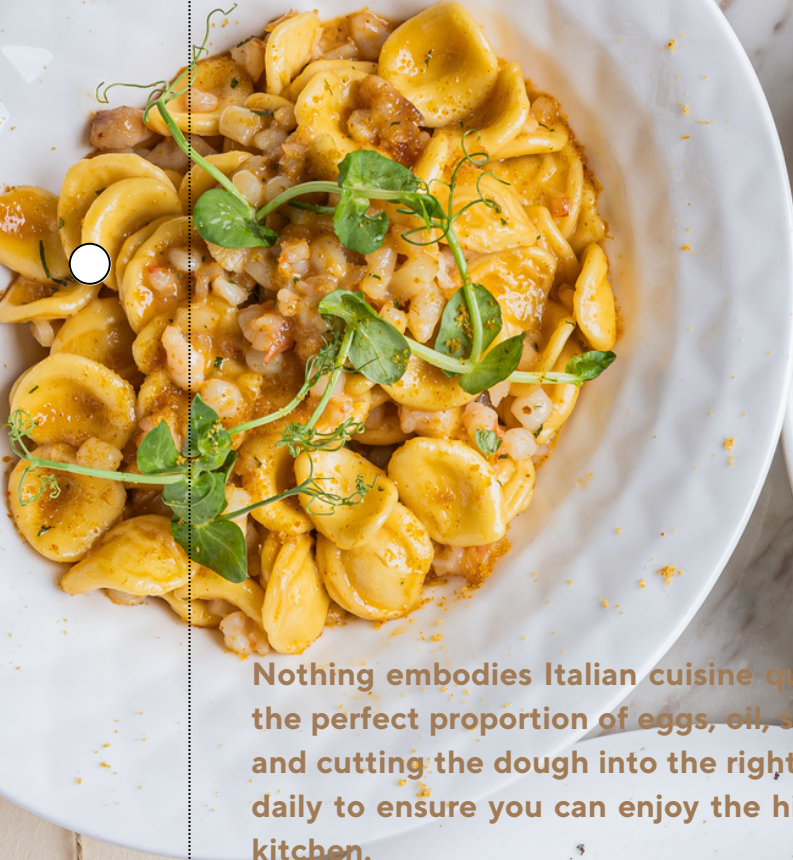 Nothing embodies Italian cuisine
the perfect proportion of eggs, oil,
and cutting the dough into the right
daily to ensure you can enjoy the
kitchen.